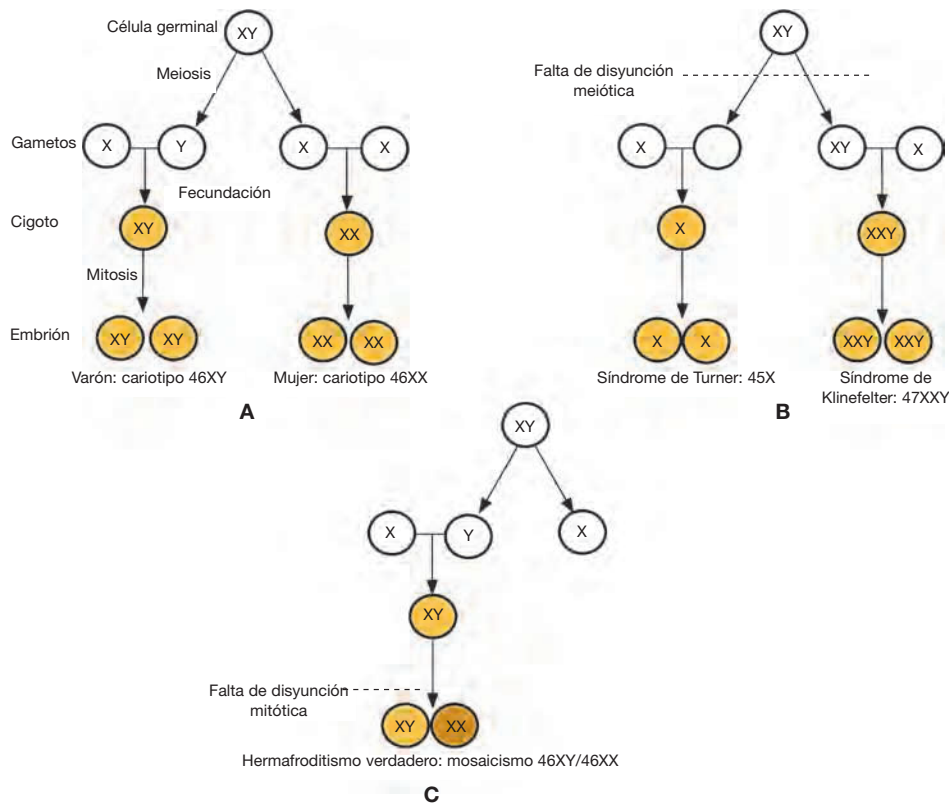 Célula germinal
XY
Meiosis
Gametos
X
Y
X
X
Fecundación
Cigoto
XY
XX
Mitosis
Embrión
XY
XY
XX
XX
Varón: cariotipo 46XY
Mujer: cariotipo 46XX
A
XY
Falta de disyunción
meiótica
X
XY
X
X
XXY
X
X
XXY
XXY
Síndrome de Turner: 45X
Síndrome de
Klinefelter: 47XXY
B
XY
X
Y
X
XY
Falta de disyunción
mitótica
XY
XX
Hermafroditismo verdadero: mosaicismo 46XY/46XX
C